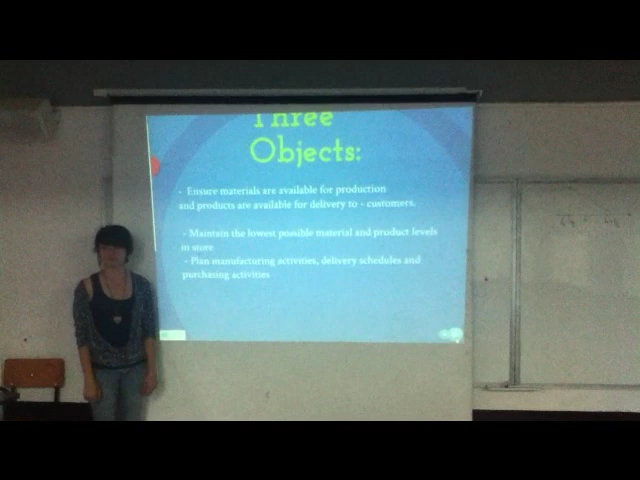 Three
Objects:
- Ensure materials are available for production
and products are available for delivery to - customers.
- Maintain the lowest possible material and product levels
in store
- Plan manufacturing activities, delivery schedules and
purchasing activities